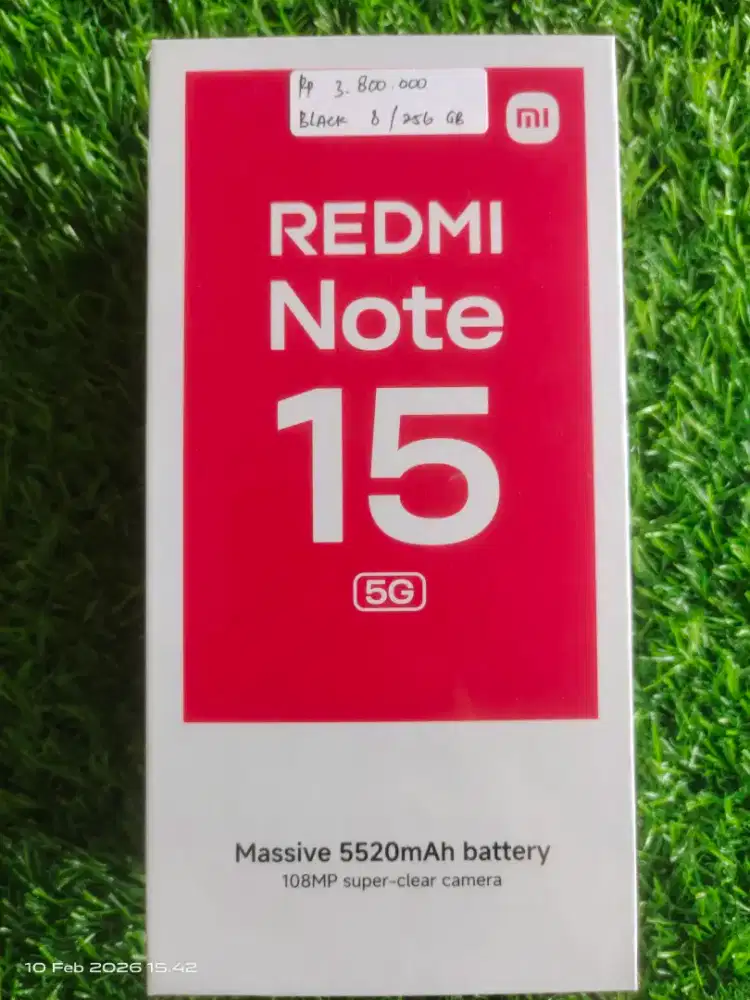 Rp 3.800.000
BLACK 8/256 GB
mi
REDMI
Note
15
5G
Massive 5520mAh battery
108MP super-clear camera
10 Feb 2026 15.42